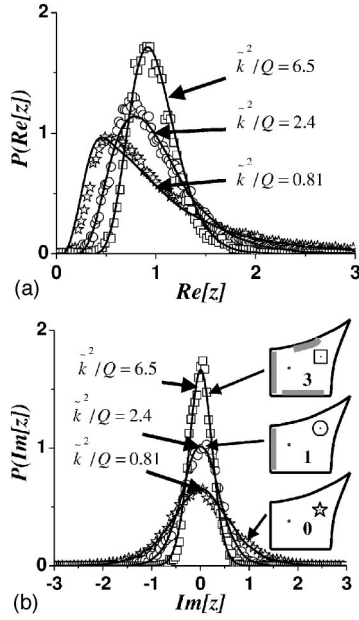 2
k̃²/Q = 6.5
P(Re[z])
1
k̃²/Q = 2.4
k̃²/Q = 0.81
0
0 1 2 3
(a)
Re[z]
2
k̃²/Q = 6.5
3
P(Im[z])
k̃²/Q = 2.4
1
1
k̃²/Q = 0.81
0
0
-3 -2 -1 0 1 2 3
(b)
Im[z]